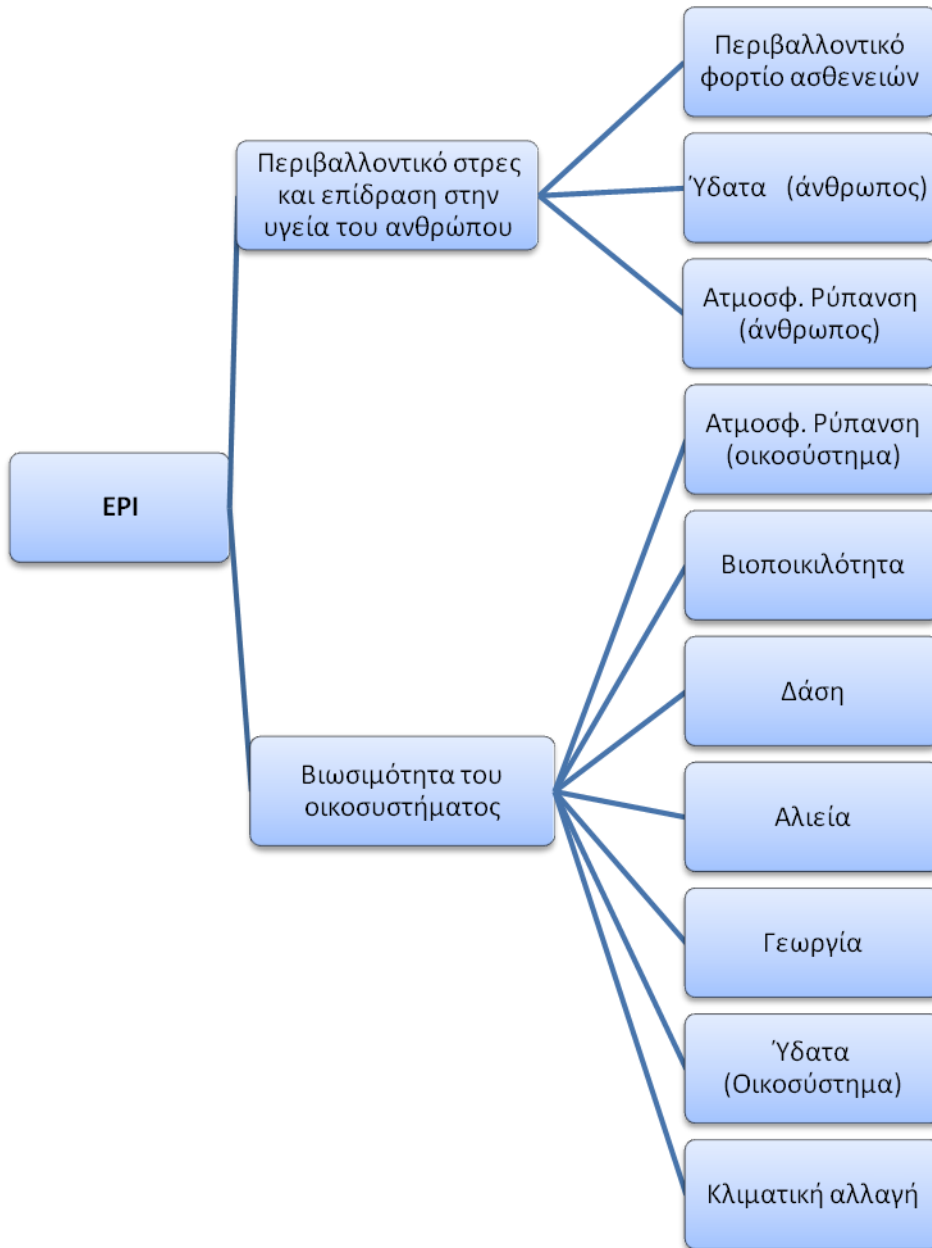 Περιβαλλοντικό
φορτίο ασθενειών
Περιβαλλοντικό στρες
και επίδραση στην
υγεία του ανθρώπου
Ύδατα (άνθρωπος)
Ατμοσφ. Ρύπανση
(άνθρωπος)
Ατμοσφ. Ρύπανση
(οικοσύστημα)
EPI
Βιοποικιλότητα
Δάση
Βιωσιμότητα του
οικοσυστήματος
Αλιεία
Γεωργία
Ύδατα
(Οικοσύστημα)
Κλιματική αλλαγή